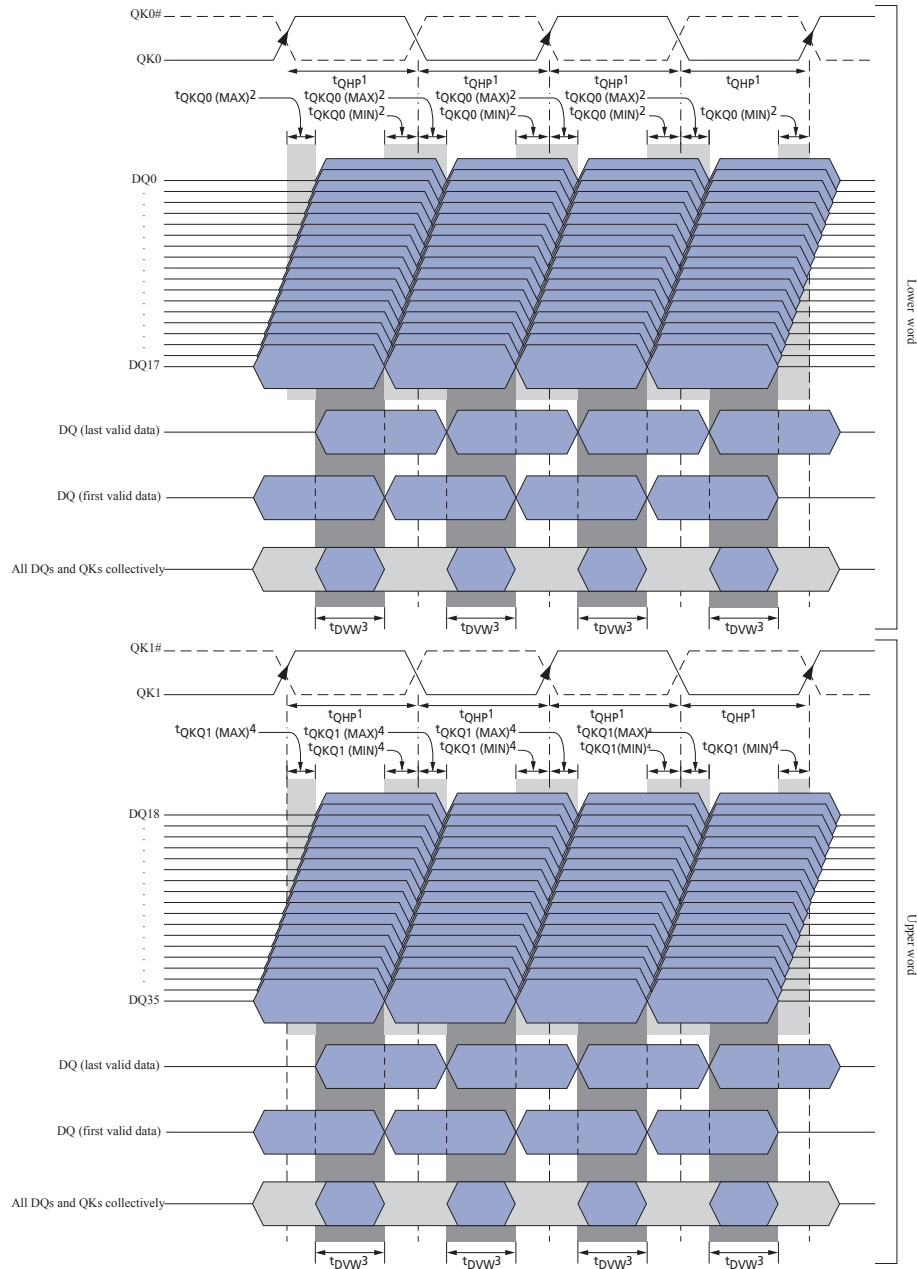 QK0#
QK0
tQHP1 tQHP1 tQHP1 tQHP1
tQKQ0 (MAX)2 tQKQ0 (MAX)2 tQKQ0 (MAX)2 tQKQ0 (MAX)2
tQKQ0 (MIN)2 tQKQ0 (MIN)2 tQKQ0 (MIN)2 tQKQ0 (MIN)2
DQ0
DQ17
DQ (last valid data)
DQ (first valid data)
All DQs and QKs collectively
tDVW3 tDVW3 tDVW3 tDVW3
Lower word
QK1#
QK1
tQHP1 tQHP1 tQHP1 tQHP1
tQKQ1 (MAX)4 tQKQ1 (MAX)4 tQKQ1 (MAX)4 tQKQ1(MAX)4
tQKQ1 (MIN)4 tQKQ1 (MIN)4 tQKQ1(MIN)4 tQKQ1 (MIN)4
DQ18
DQ35
DQ (last valid data)
DQ (first valid data)
All DQs and QKs collectively
tDVW3 tDVW3 tDVW3 tDVW3
Upper word